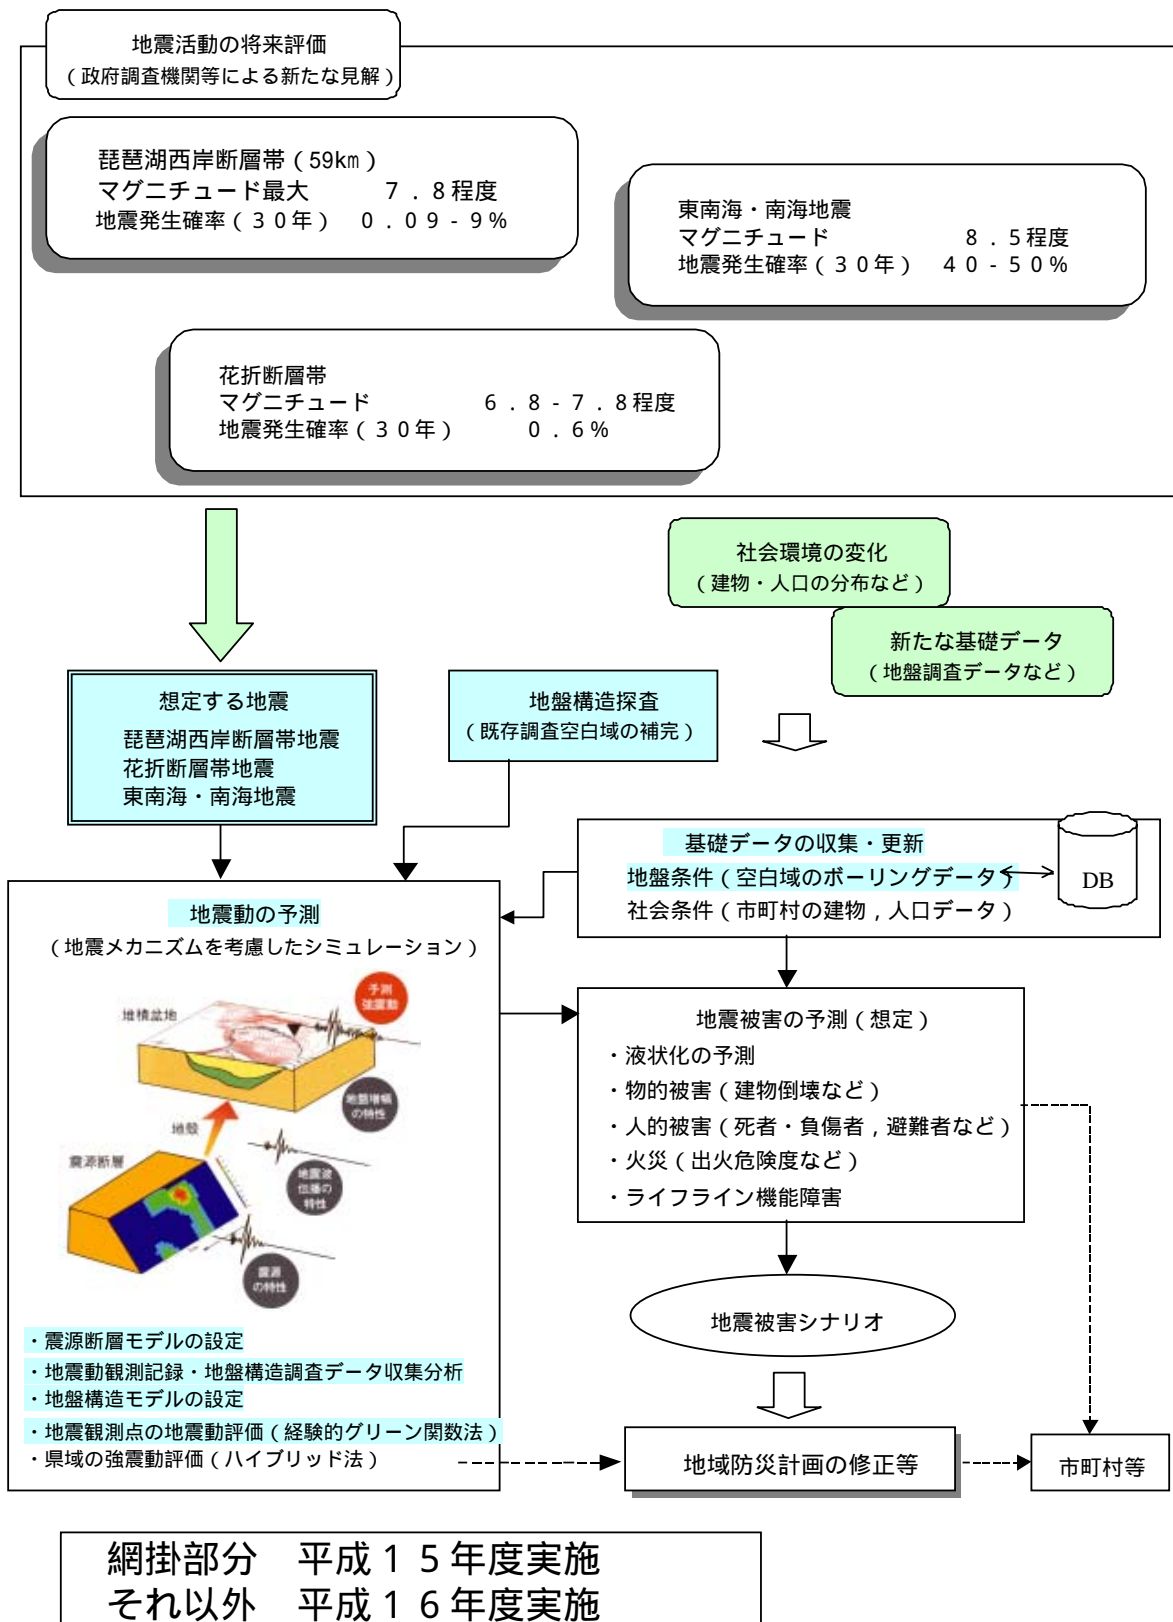 地震活動の将来評価
（政府調査機関等による新たな見解）
琵琶湖西岸断層帯（59km）
マグニチュード最大　７．８程度
地震発生確率（３０年）　０．０９-９％
東南海・南海地震
マグニチュード　８．５程度
地震発生確率（３０年）　４０-５０％
花折断層帯
マグニチュード　６．８-７．８程度
地震発生確率（３０年）　０．６％
社会環境の変化
（建物・人口の分布など）
新たな基礎データ
（地盤調査データなど）
想定する地震
琵琶湖西岸断層帯地震
花折断層帯地震
東南海・南海地震
地盤構造探査
（既存調査空白域の補完）
基礎データの収集・更新
地盤条件（空白域のボーリングデータ）
社会条件（市町村の建物，人口データ）
DB
地震動の予測
（地震メカニズムを考慮したシミュレーション）
予測
強震動
堆積盆地
地盤増幅
の特性
地殻
震源断層
地震波
伝播の
特性
震源
の特性
・震源断層モデルの設定
・地震動観測記録・地盤構造調査データ収集分析
・地盤構造モデルの設定
・地震観測点の地震動評価（経験的グリーン関数法）
・県域の強震動評価（ハイブリッド法）
地震被害の予測（想定）
・液状化の予測
・物的被害（建物倒壊など）
・人的被害（死者・負傷者，避難者など）
・火災（出火危険度など）
・ライフライン機能障害
地震被害シナリオ
地域防災計画の修正等
市町村等
網掛部分　平成１５年度実施
それ以外　平成１６年度実施